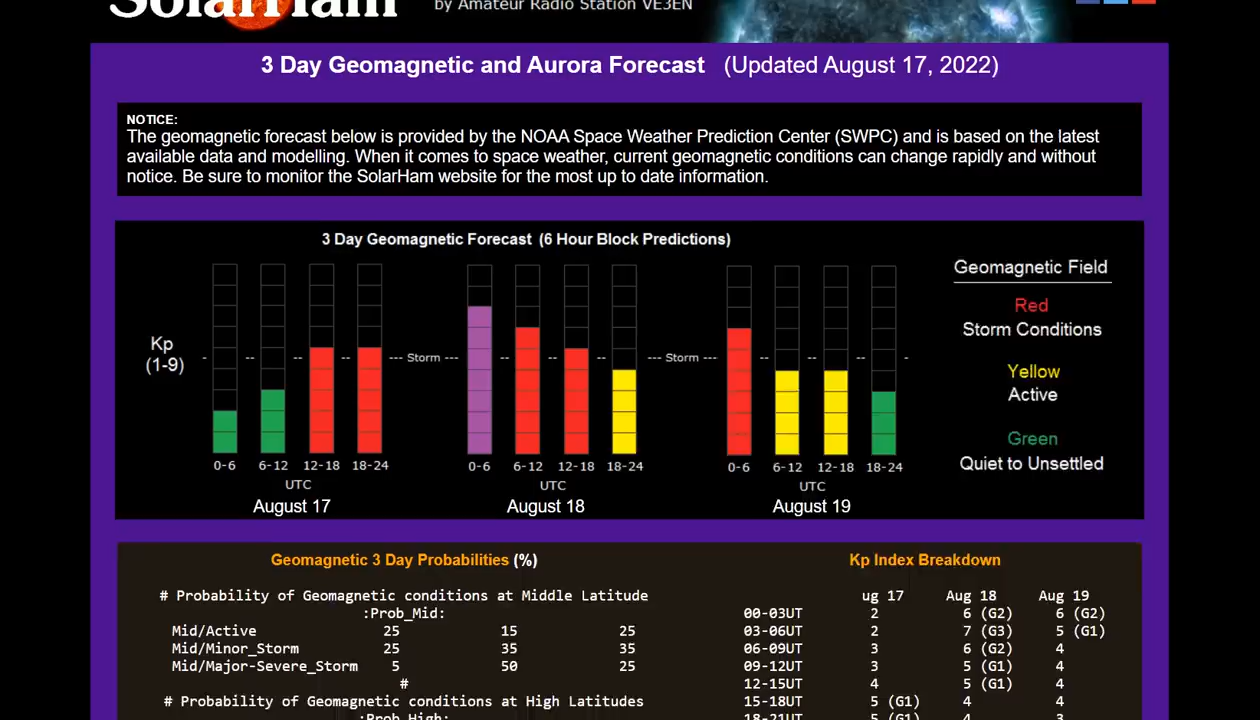 SolarHam
by Amateur Radio Station VE3EN
3 Day Geomagnetic and Aurora Forecast (Updated August 17, 2022)
NOTICE:
The geomagnetic forecast below is provided by the NOAA Space Weather Prediction Center (SWPC) and is based on the latest
available data and modelling. When it comes to space weather, current geomagnetic conditions can change rapidly and without
notice. Be sure to monitor the SolarHam website for the most up to date information.
3 Day Geomagnetic Forecast (6 Hour Block Predictions)
Kp
(1-9)
- -- -- -- --- Storm --- -- -- -- --- Storm --- -- -- -- -
0-6 6-12 12-18 18-24
UTC
August 17
0-6 6-12 12-18 18-24
UTC
August 18
0-6 6-12 12-18 18-24
UTC
August 19
Geomagnetic Field
Red
Storm Conditions
Yellow
Active
Green
Quiet to Unsettled
Geomagnetic 3 Day Probabilities (%)
# Probability of Geomagnetic conditions at Middle Latitude
:Prob_Mid:
Mid/Active 25 15 25
Mid/Minor_Storm 25 35 35
Mid/Major-Severe_Storm 5 50 25
#
# Probability of Geomagnetic conditions at High Latitudes
:Prob_High:
Kp Index Breakdown
ug 17 Aug 18 Aug 19
00-03UT 2 6 (G2) 6 (G2)
03-06UT 2 7 (G3) 5 (G1)
06-09UT 3 6 (G2) 4
09-12UT 3 5 (G1) 4
12-15UT 4 5 (G1) 4
15-18UT 5 (G1) 4 4
18-21UT 5 (G1) 4 3